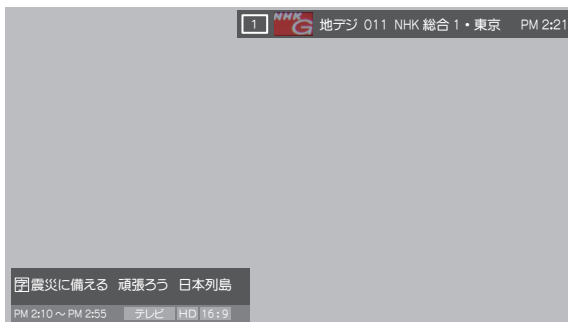 1 NHK G 地デジ 011 NHK 総合 1・東京 PM 2:21
字震災に備える 頑張ろう 日本列島
PM 2:10～PM 2:55 テレビ HD 16:9